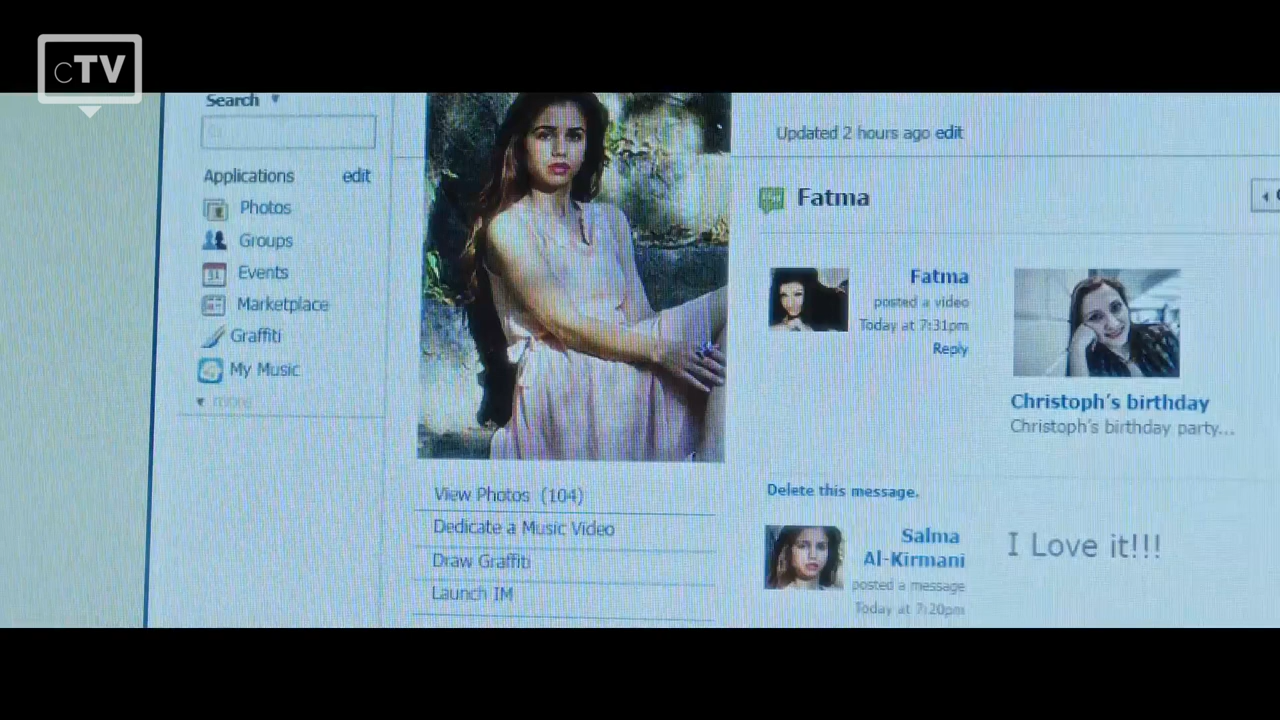 cTV
Search
Applications edit
Photos
Groups
Events
31
Marketplace
Graffiti
My Music
more
View Photos (104)
Dedicate a Music Video
Draw Graffiti
Launch IM
Updated 2 hours ago edit
Fatma
Fatma
posted a video
Today at 7:31pm
Reply
Christoph's birthday
Christoph's birthday party...
Delete this message.
Salma
Al-Kirmani
posted a message
Today at 7:20pm
I Love it!!!